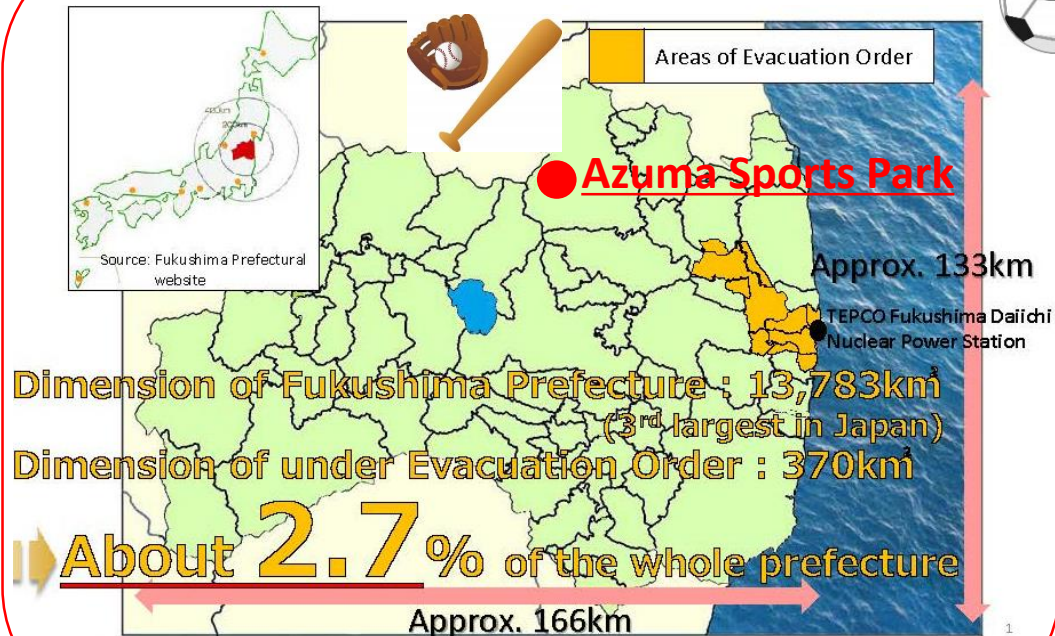 Areas of Evacuation Order
Azuma Sports Park
Source: Fukushima Prefectural
website
Approx. 133km
TEPCO Fukushima Daiichi
Nuclear Power Station
Dimension of Fukushima Prefecture : 13,783km²
(3rd largest in Japan)
Dimension of under Evacuation Order : 370km²
About 2.7% of the whole prefecture
Approx. 166km
1